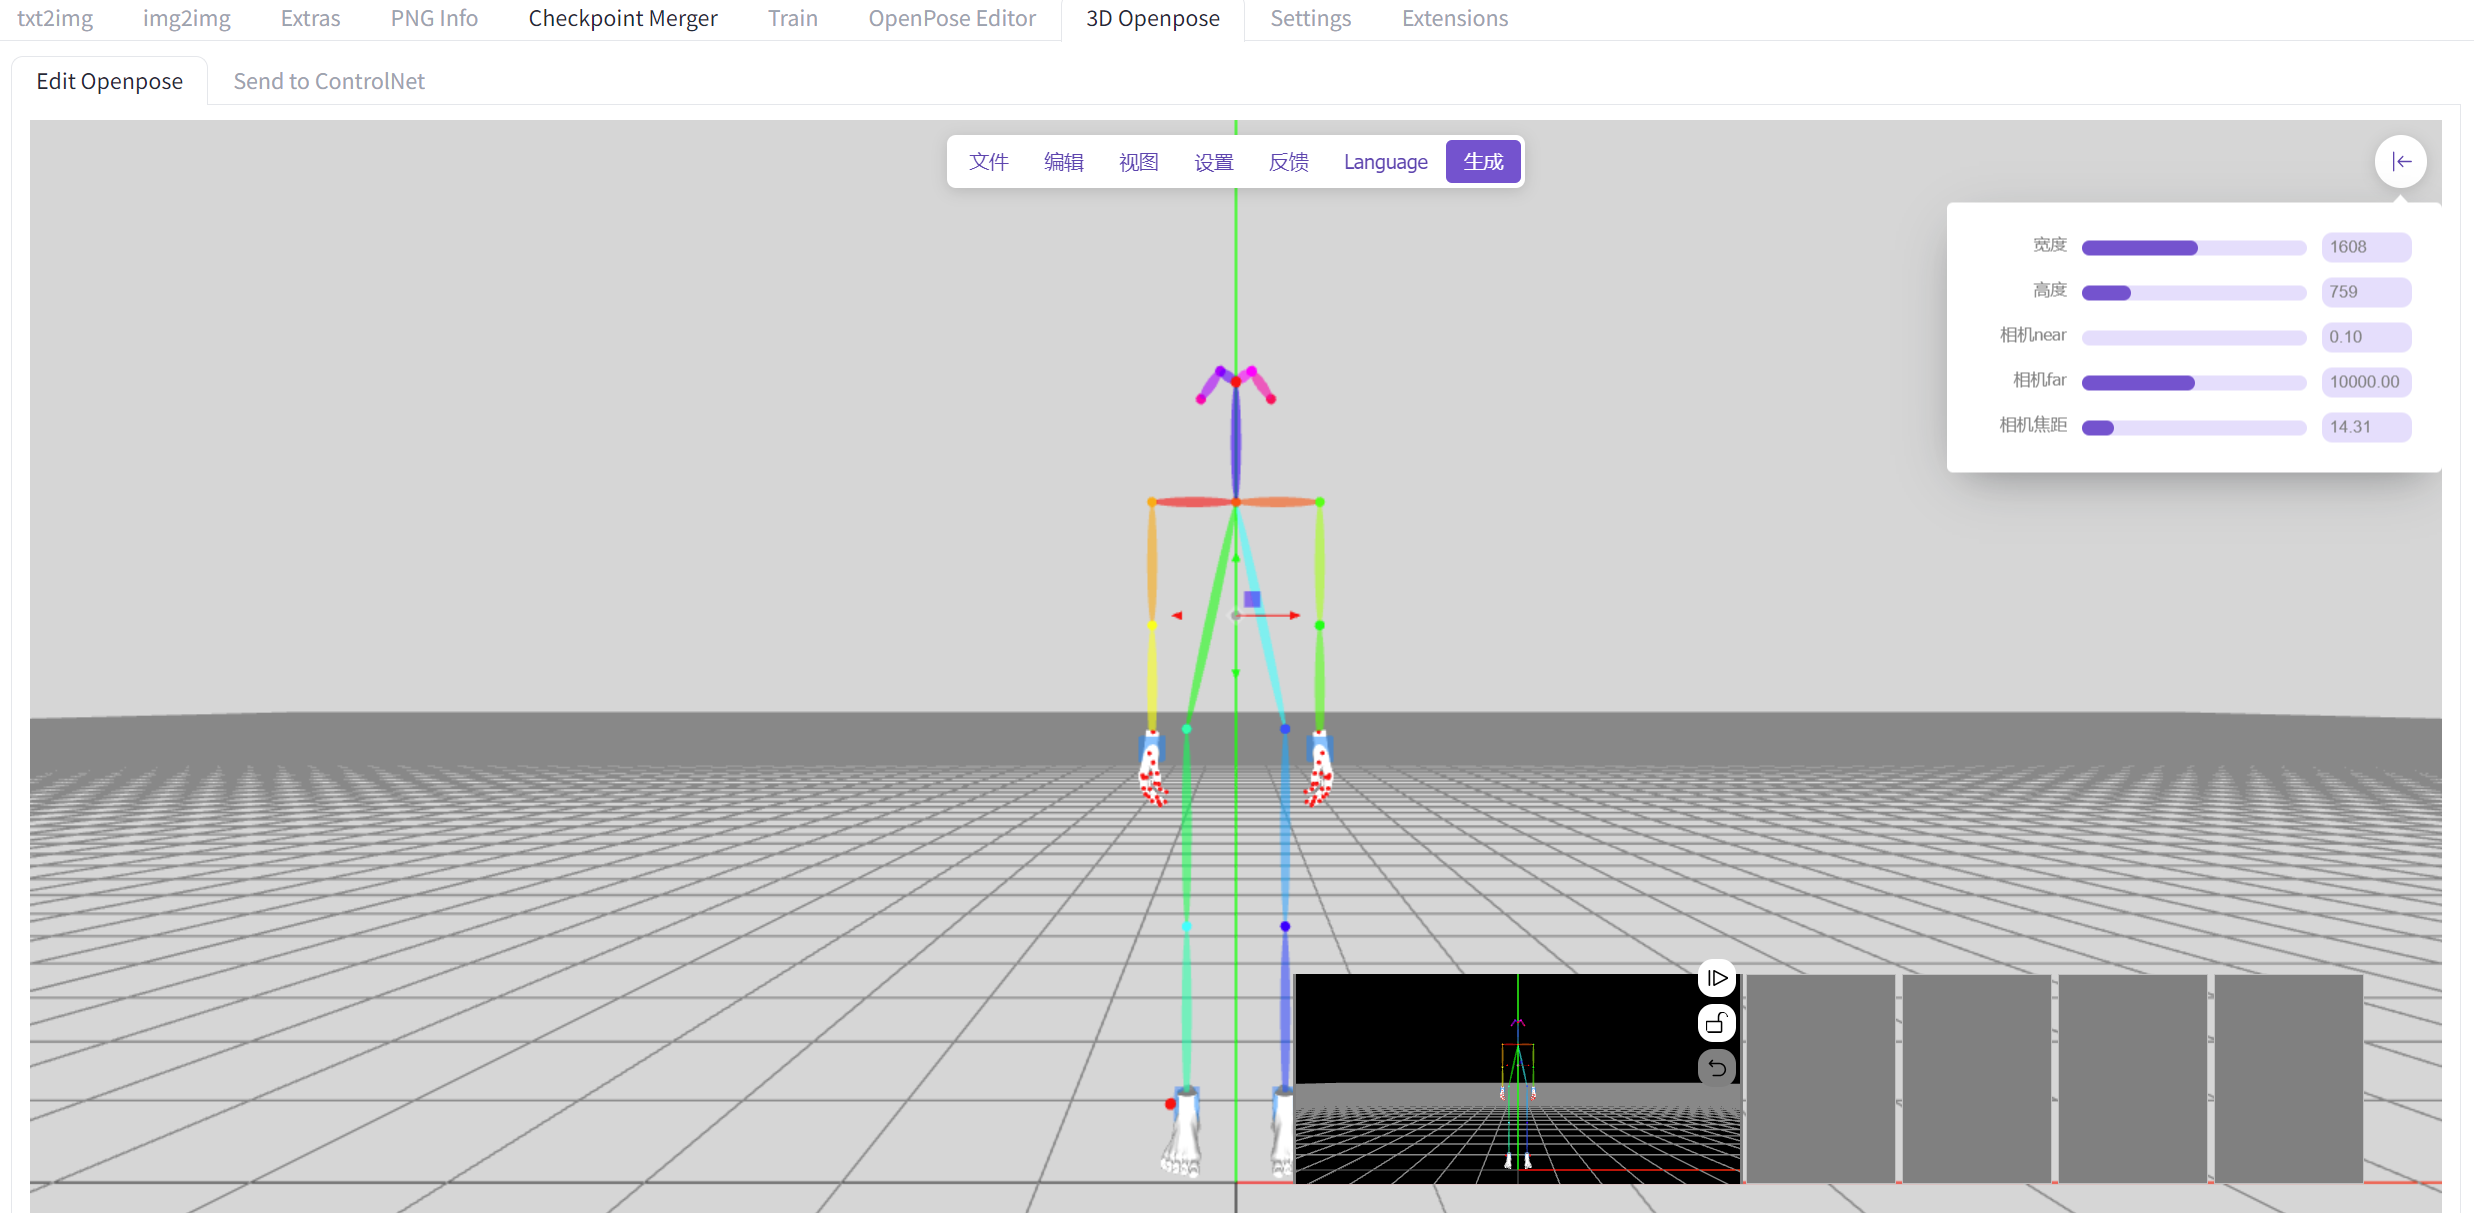 txt2img img2img Extras PNG Info Checkpoint Merger Train OpenPose Editor 3D Openpose Settings Extensions
Edit Openpose Send to ControlNet
文件 编辑 视图 设置 反馈 Language 生成
宽度 1608
高度 759
相机near 0.10
相机far 10000.00
相机焦距 14.31